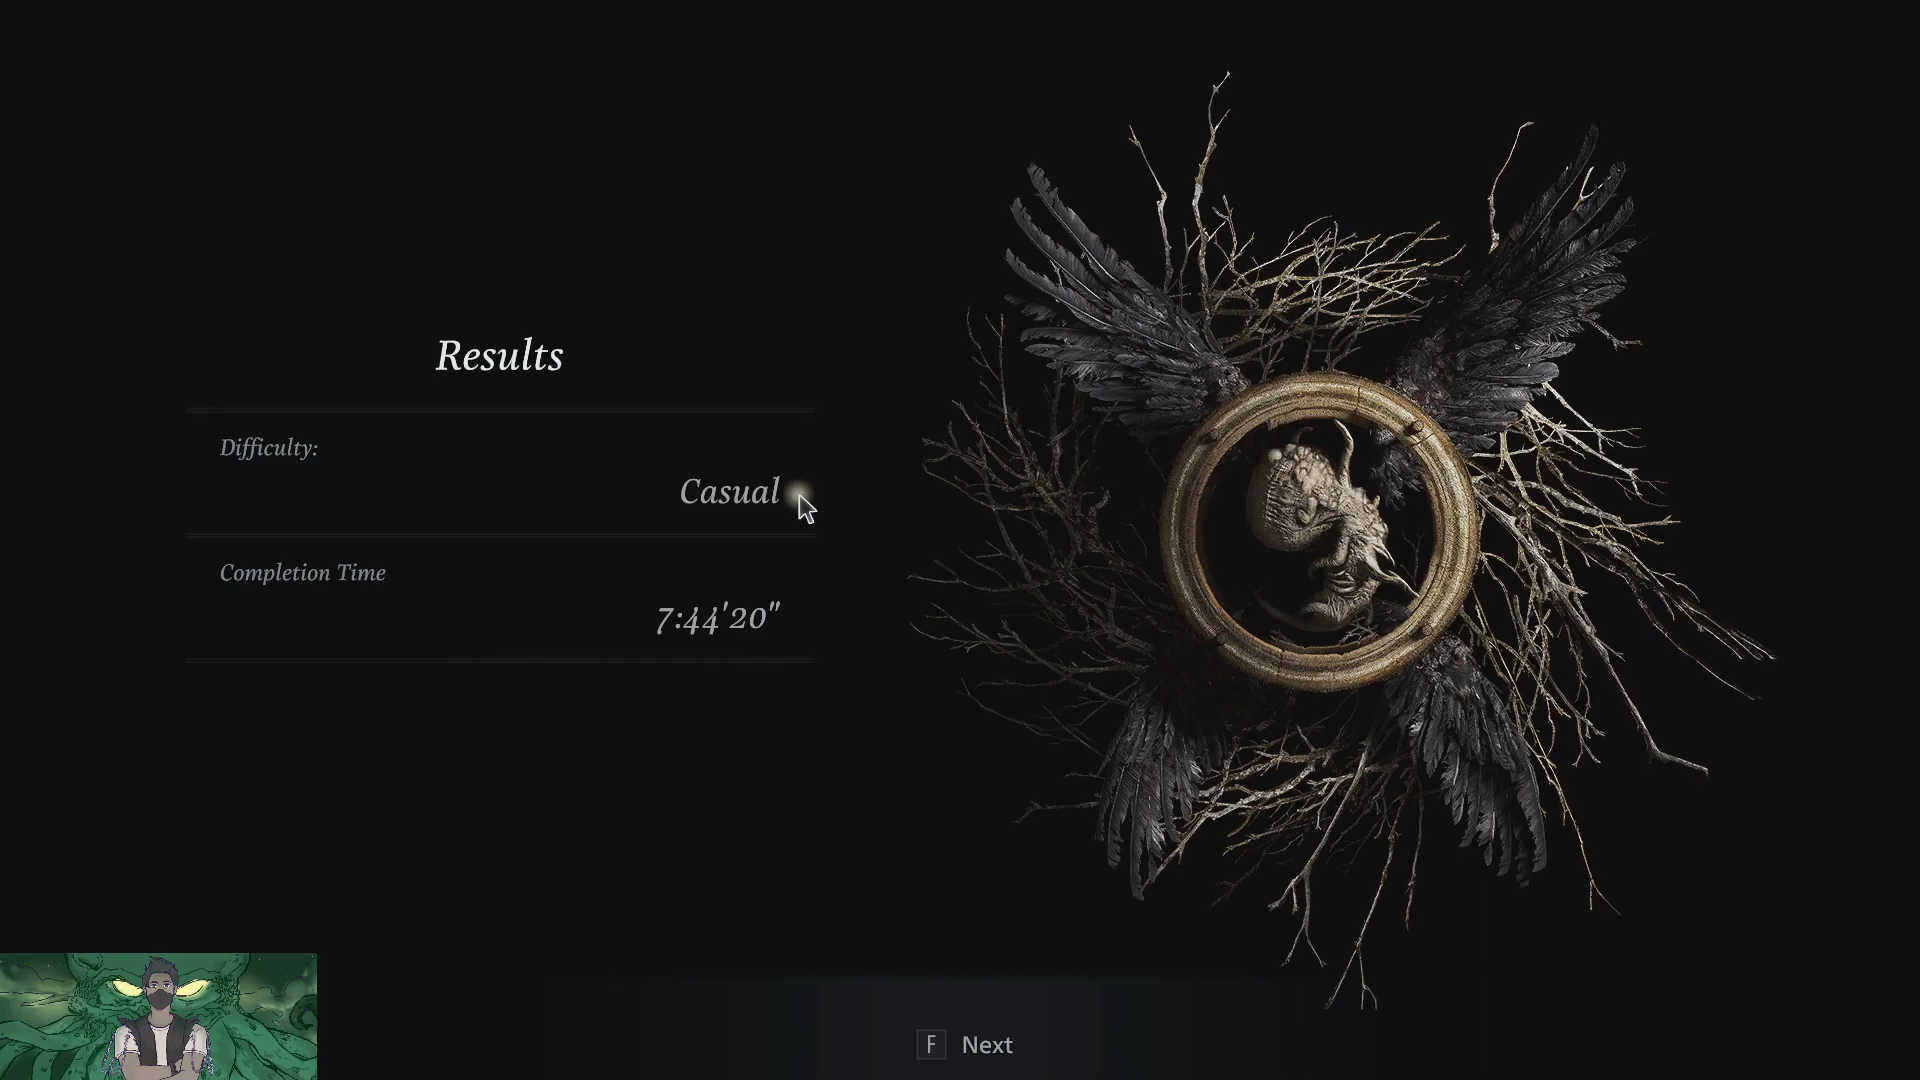 Results
Difficulty:
Casual
Completion Time
7:44'20"
F Next